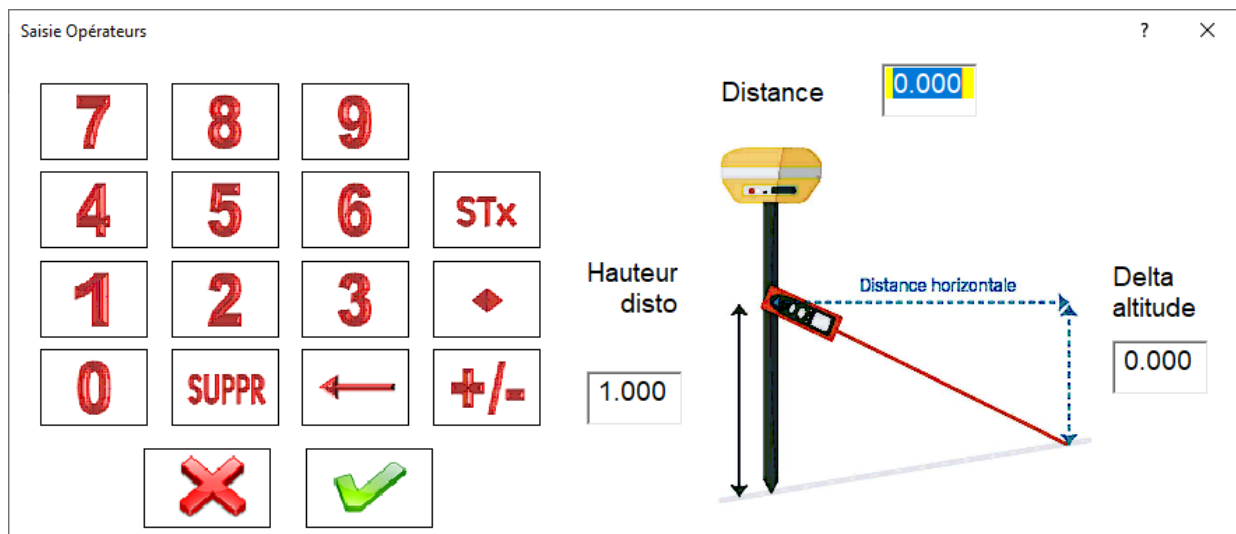 Saisie Opérateurs
?
Distance
0.000
7 8 9
4 5 6 STx
1 2 3
0 SUPPR +/-
Hauteur
disto
1.000
Distance horizontale
Delta
altitude
0.000